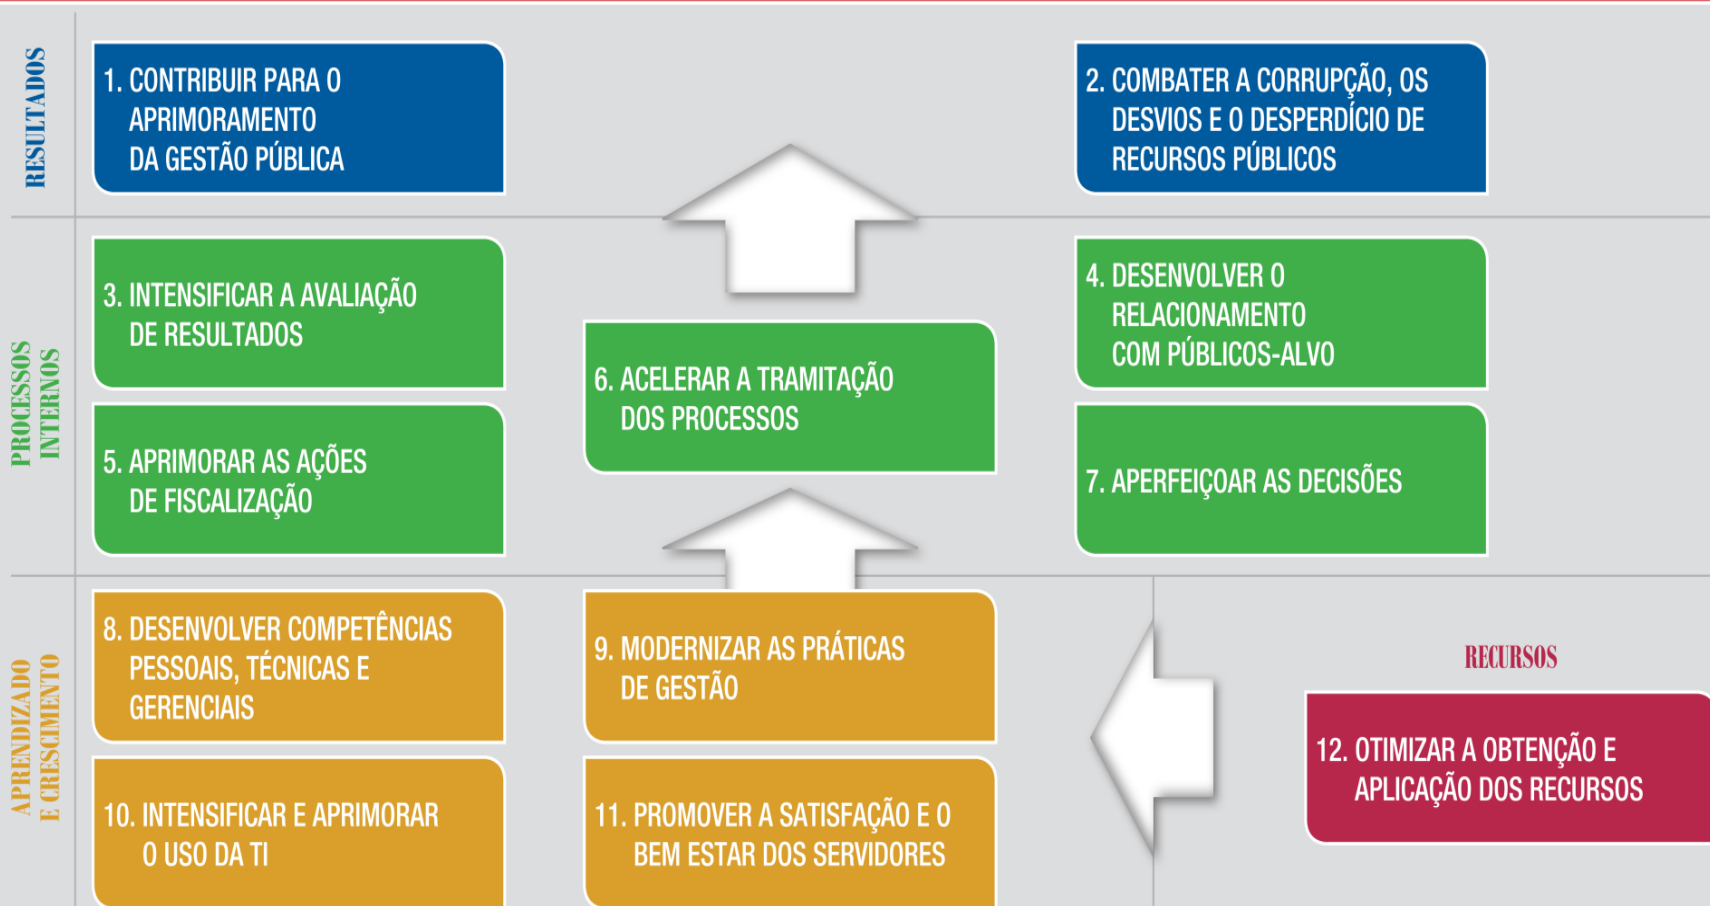 RESULTADOS
1. CONTRIBUIR PARA O
APRIMORAMENTO
DA GESTÃO PÚBLICA
2. COMBATER A CORRUPÇÃO, OS
DESVIOS E O DESPERDÍCIO DE
RECURSOS PÚBLICOS
PROCESSOS
INTERNOS
3. INTENSIFICAR A AVALIAÇÃO
DE RESULTADOS
4. DESENVOLVER O
RELACIONAMENTO
COM PÚBLICOS-ALVO
5. APRIMORAR AS AÇÕES
DE FISCALIZAÇÃO
6. ACELERAR A TRAMITAÇÃO
DOS PROCESSOS
7. APERFEIÇOAR AS DECISÕES
APRENDIZADO
E CRESCIMENTO
8. DESENVOLVER COMPETÊNCIAS
PESSOAIS, TÉCNICAS E
GERENCIAIS
9. MODERNIZAR AS PRÁTICAS
DE GESTÃO
10. INTENSIFICAR E APRIMORAR
O USO DA TI
11. PROMOVER A SATISFAÇÃO E O
BEM ESTAR DOS SERVIDORES
RECURSOS
12. OTIMIZAR A OBTENÇÃO E
APLICAÇÃO DOS RECURSOS